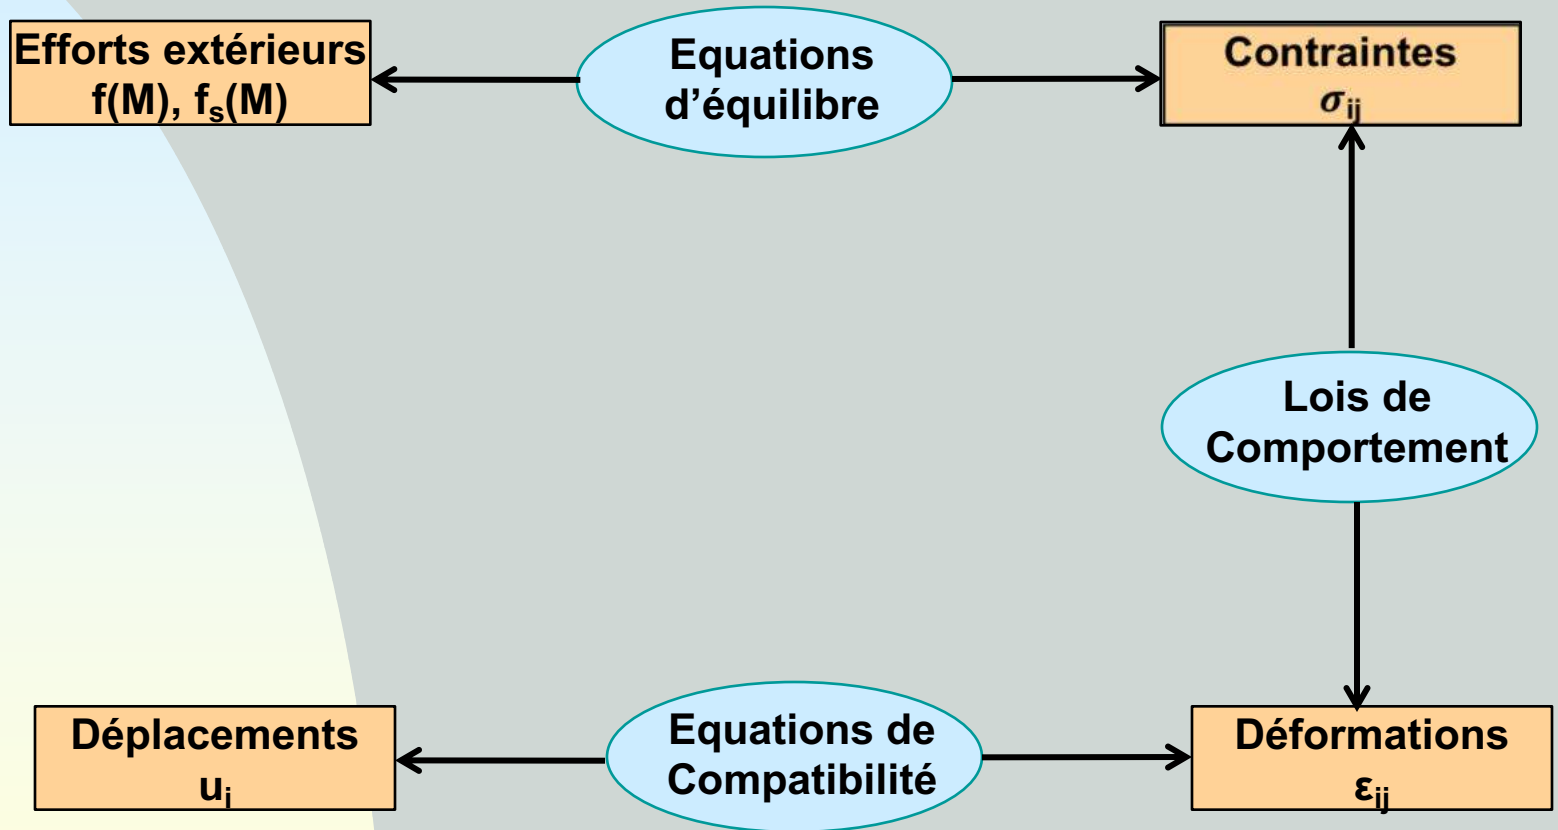 Efforts extérieurs
f(M), fₛ(M)
Equations
d’équilibre
Contraintes
σᵢⱼ
Lois de
Comportement
Déplacements
uᵢ
Equations de
Compatibilité
Déformations
εᵢⱼ